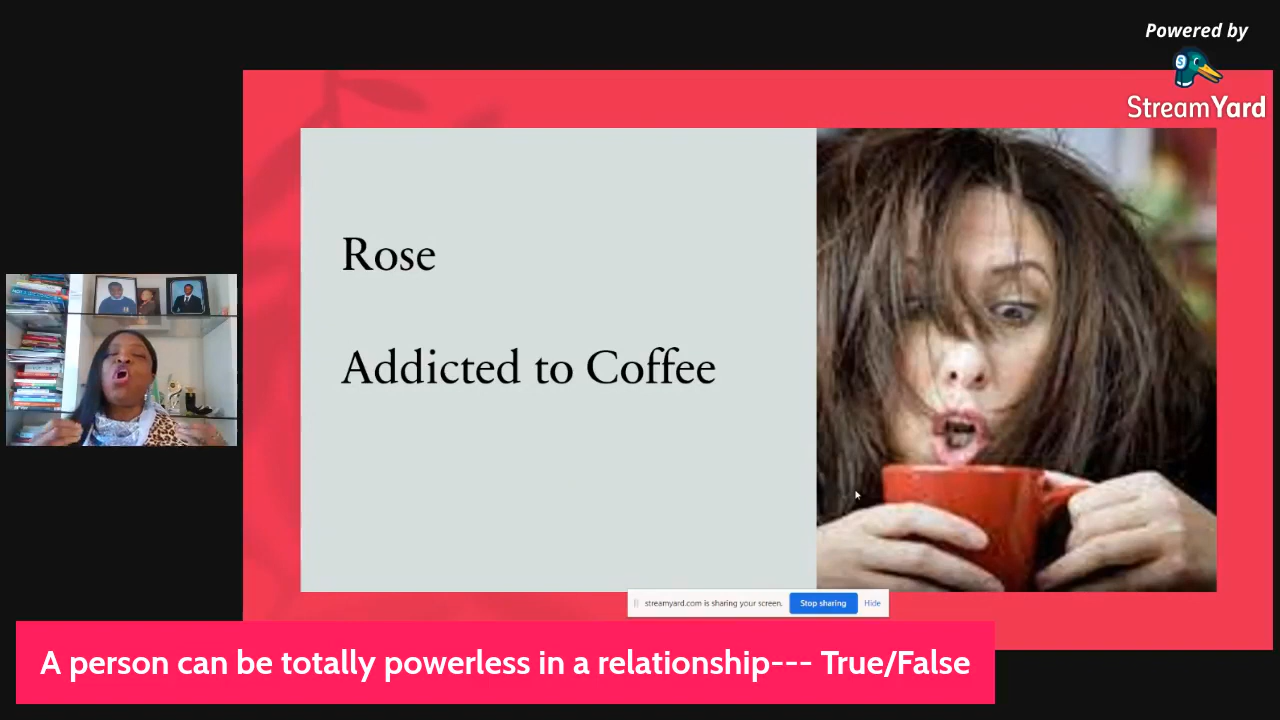 Powered by
StreamYard
Rose
Addicted to Coffee
streamyard.com is sharing your screen.
Stop sharing
Hide
A person can be totally powerless in a relationship--- True/False